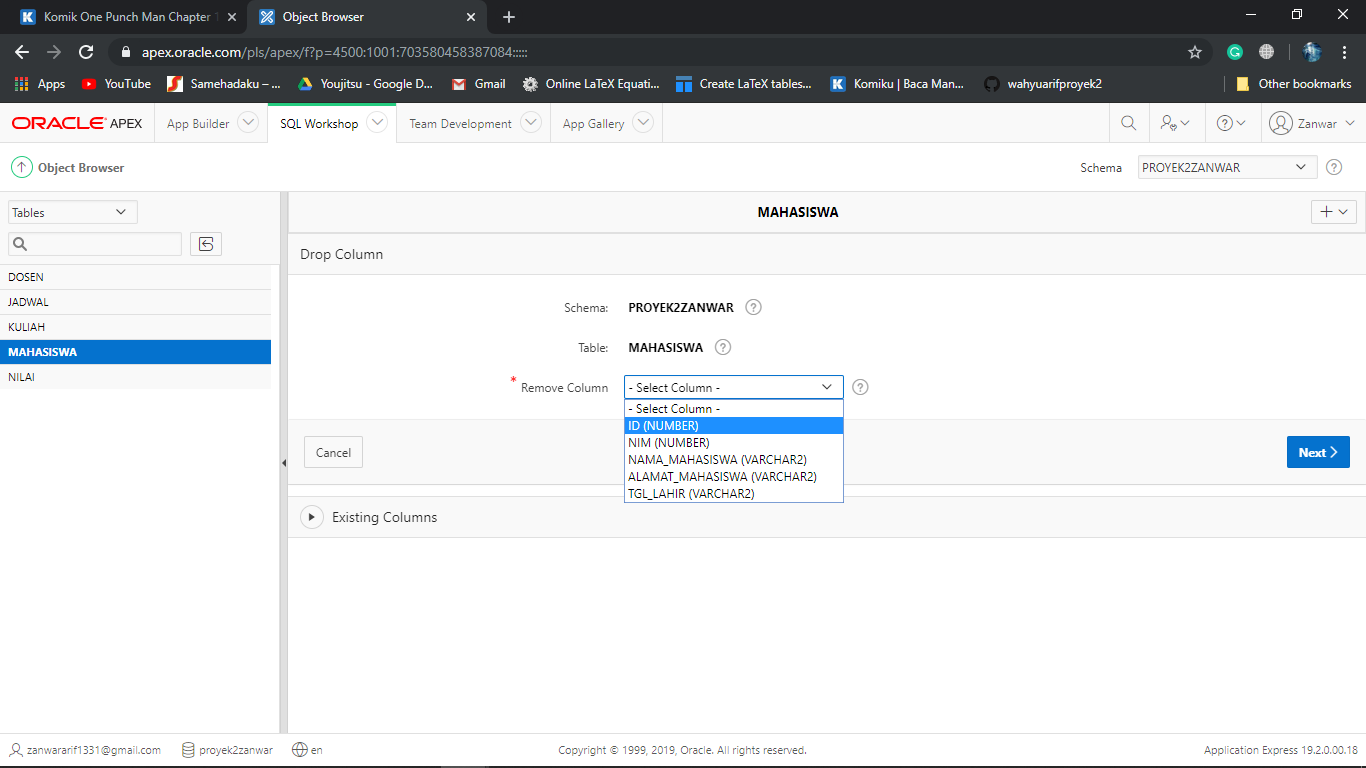 Komik One Punch Man Chapter 1
Object Browser
apex.oracle.com/pls/apex/f?p=4500:1001:703580458387084:::::
Apps YouTube Samehadaku – ... Youjitsu - Google D... Gmail Online LaTeX Equati... Create LaTeX tables... Komiku | Baca Man... wahyuarifproyek2 Other bookmarks
ORACLE APEX App Builder SQL Workshop Team Development App Gallery Zanwar
Object Browser Schema PROYEK2ZANWAR
Tables
MAHASISWA
DOSEN
JADWAL
KULIAH
MAHASISWA
NILAI
Drop Column
Schema: PROYEK2ZANWAR
Table: MAHASISWA
* Remove Column - Select Column -
- Select Column -
ID (NUMBER)
NIM (NUMBER)
NAMA_MAHASISWA (VARCHAR2)
ALAMAT_MAHASISWA (VARCHAR2)
TGL_LAHIR (VARCHAR2)
Cancel Next
Existing Columns
zanwararif1331@gmail.com proyek2zanwar en Copyright © 1999, 2019, Oracle. All rights reserved. Application Express 19.2.0.00.18